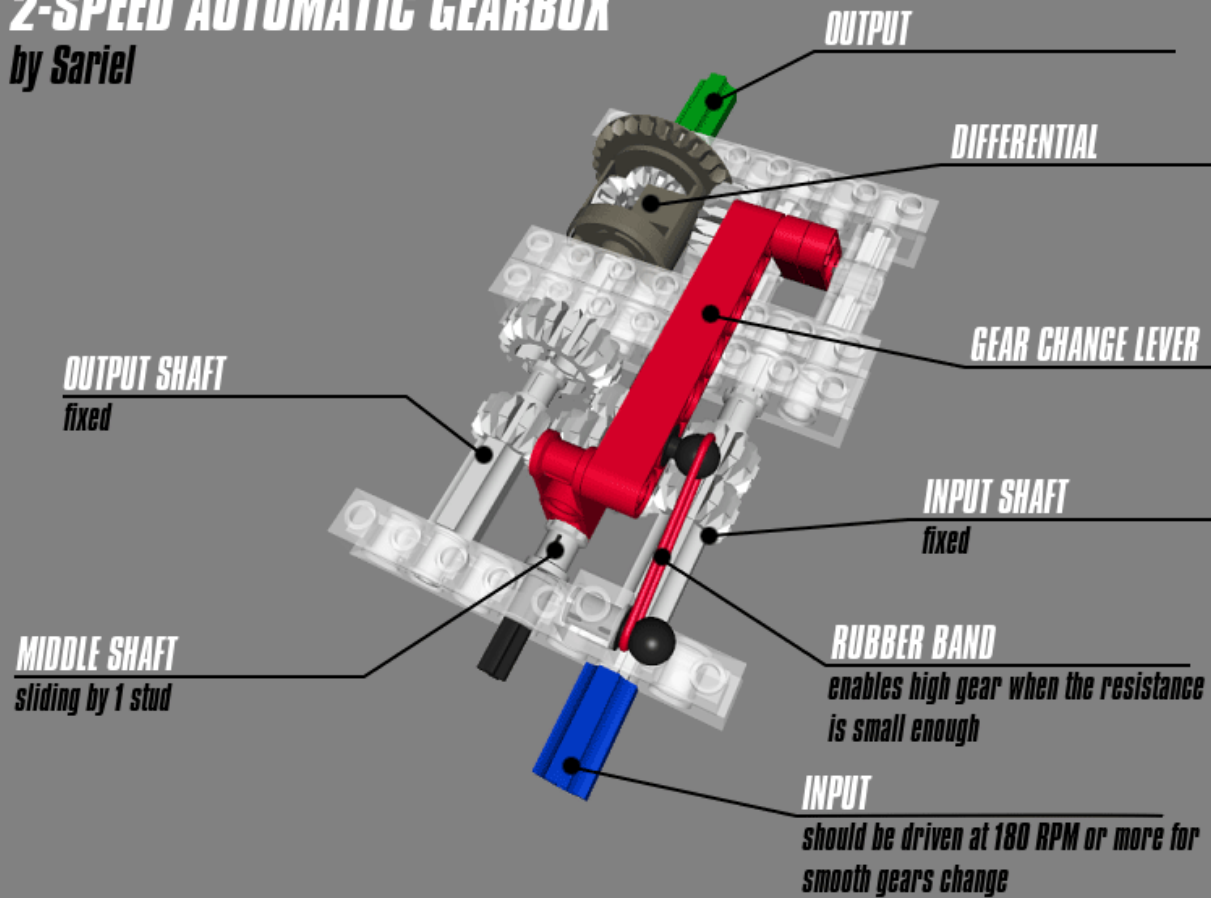 2-SPEED AUTOMATIC GEARBOX
by Sariel
OUTPUT
DIFFERENTIAL
GEAR CHANGE LEVER
OUTPUT SHAFT
fixed
INPUT SHAFT
fixed
MIDDLE SHAFT
sliding by 1 stud
RUBBER BAND
enables high gear when the resistance
is small enough
INPUT
should be driven at 180 RPM or more for
smooth gears change